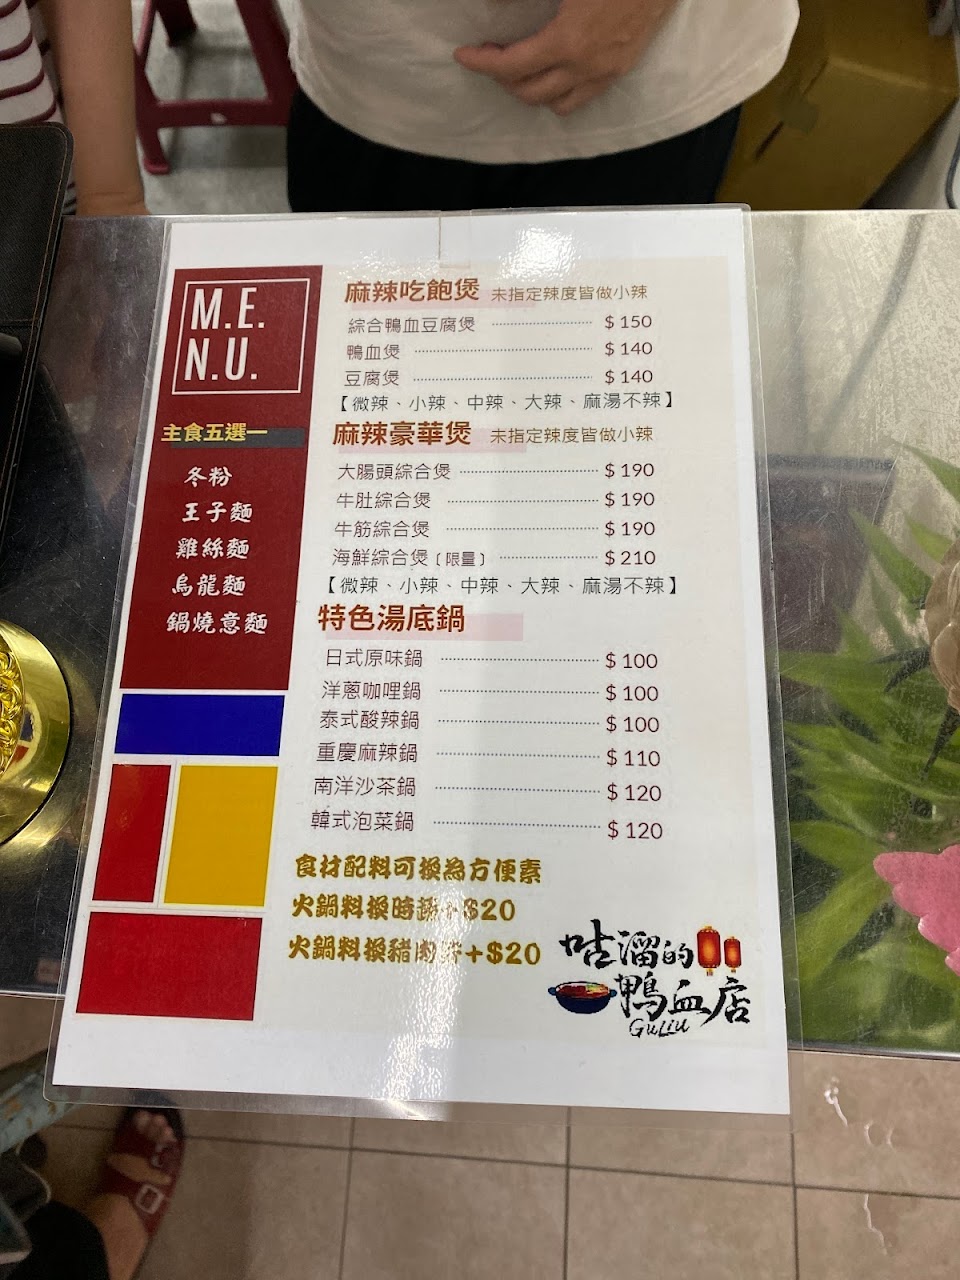 M.E.
N.U.
主食五選一
冬粉
王子麵
雞絲麵
烏龍麵
鍋燒意麵
麻辣吃飽煲 未指定辣度皆做小辣
綜合鴨血豆腐煲 $150
鴨血煲 $140
豆腐煲 $140
【微辣、小辣、中辣、大辣、麻湯不辣】
麻辣豪華煲 未指定辣度皆做小辣
大腸頭綜合煲 $190
牛肚綜合煲 $190
牛筋綜合煲 $190
海鮮綜合煲〔限量〕 $210
【微辣、小辣、中辣、大辣、麻湯不辣】
特色湯底鍋
日式原味鍋 $100
洋蔥咖哩鍋 $100
泰式酸辣鍋 $100
重慶麻辣鍋 $110
南洋沙茶鍋 $120
韓式泡菜鍋 $120
食材配料可換為方便素
火鍋料換時蔬+$20
火鍋料換豬肉片+$20
咕溜的
鴨血店
GuLiu